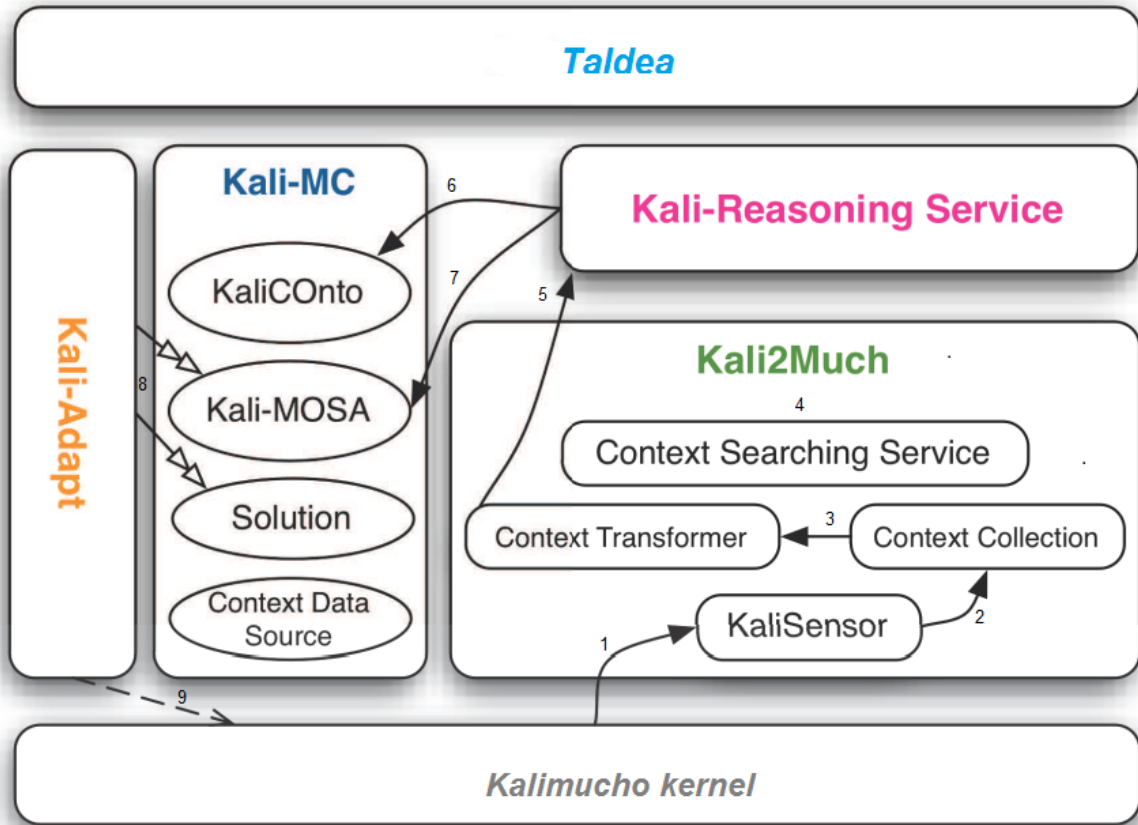 Taldea
Kali-MC
6
Kali-Reasoning Service
KaliCOnto
7
5
Kali-Adapt
8
Kali-MOSA
Kali2Much
4
Context Searching Service
Solution
Context Transformer
3
Context Collection
Context Data
Source
KaliSensor
2
1
9
Kalimucho kernel